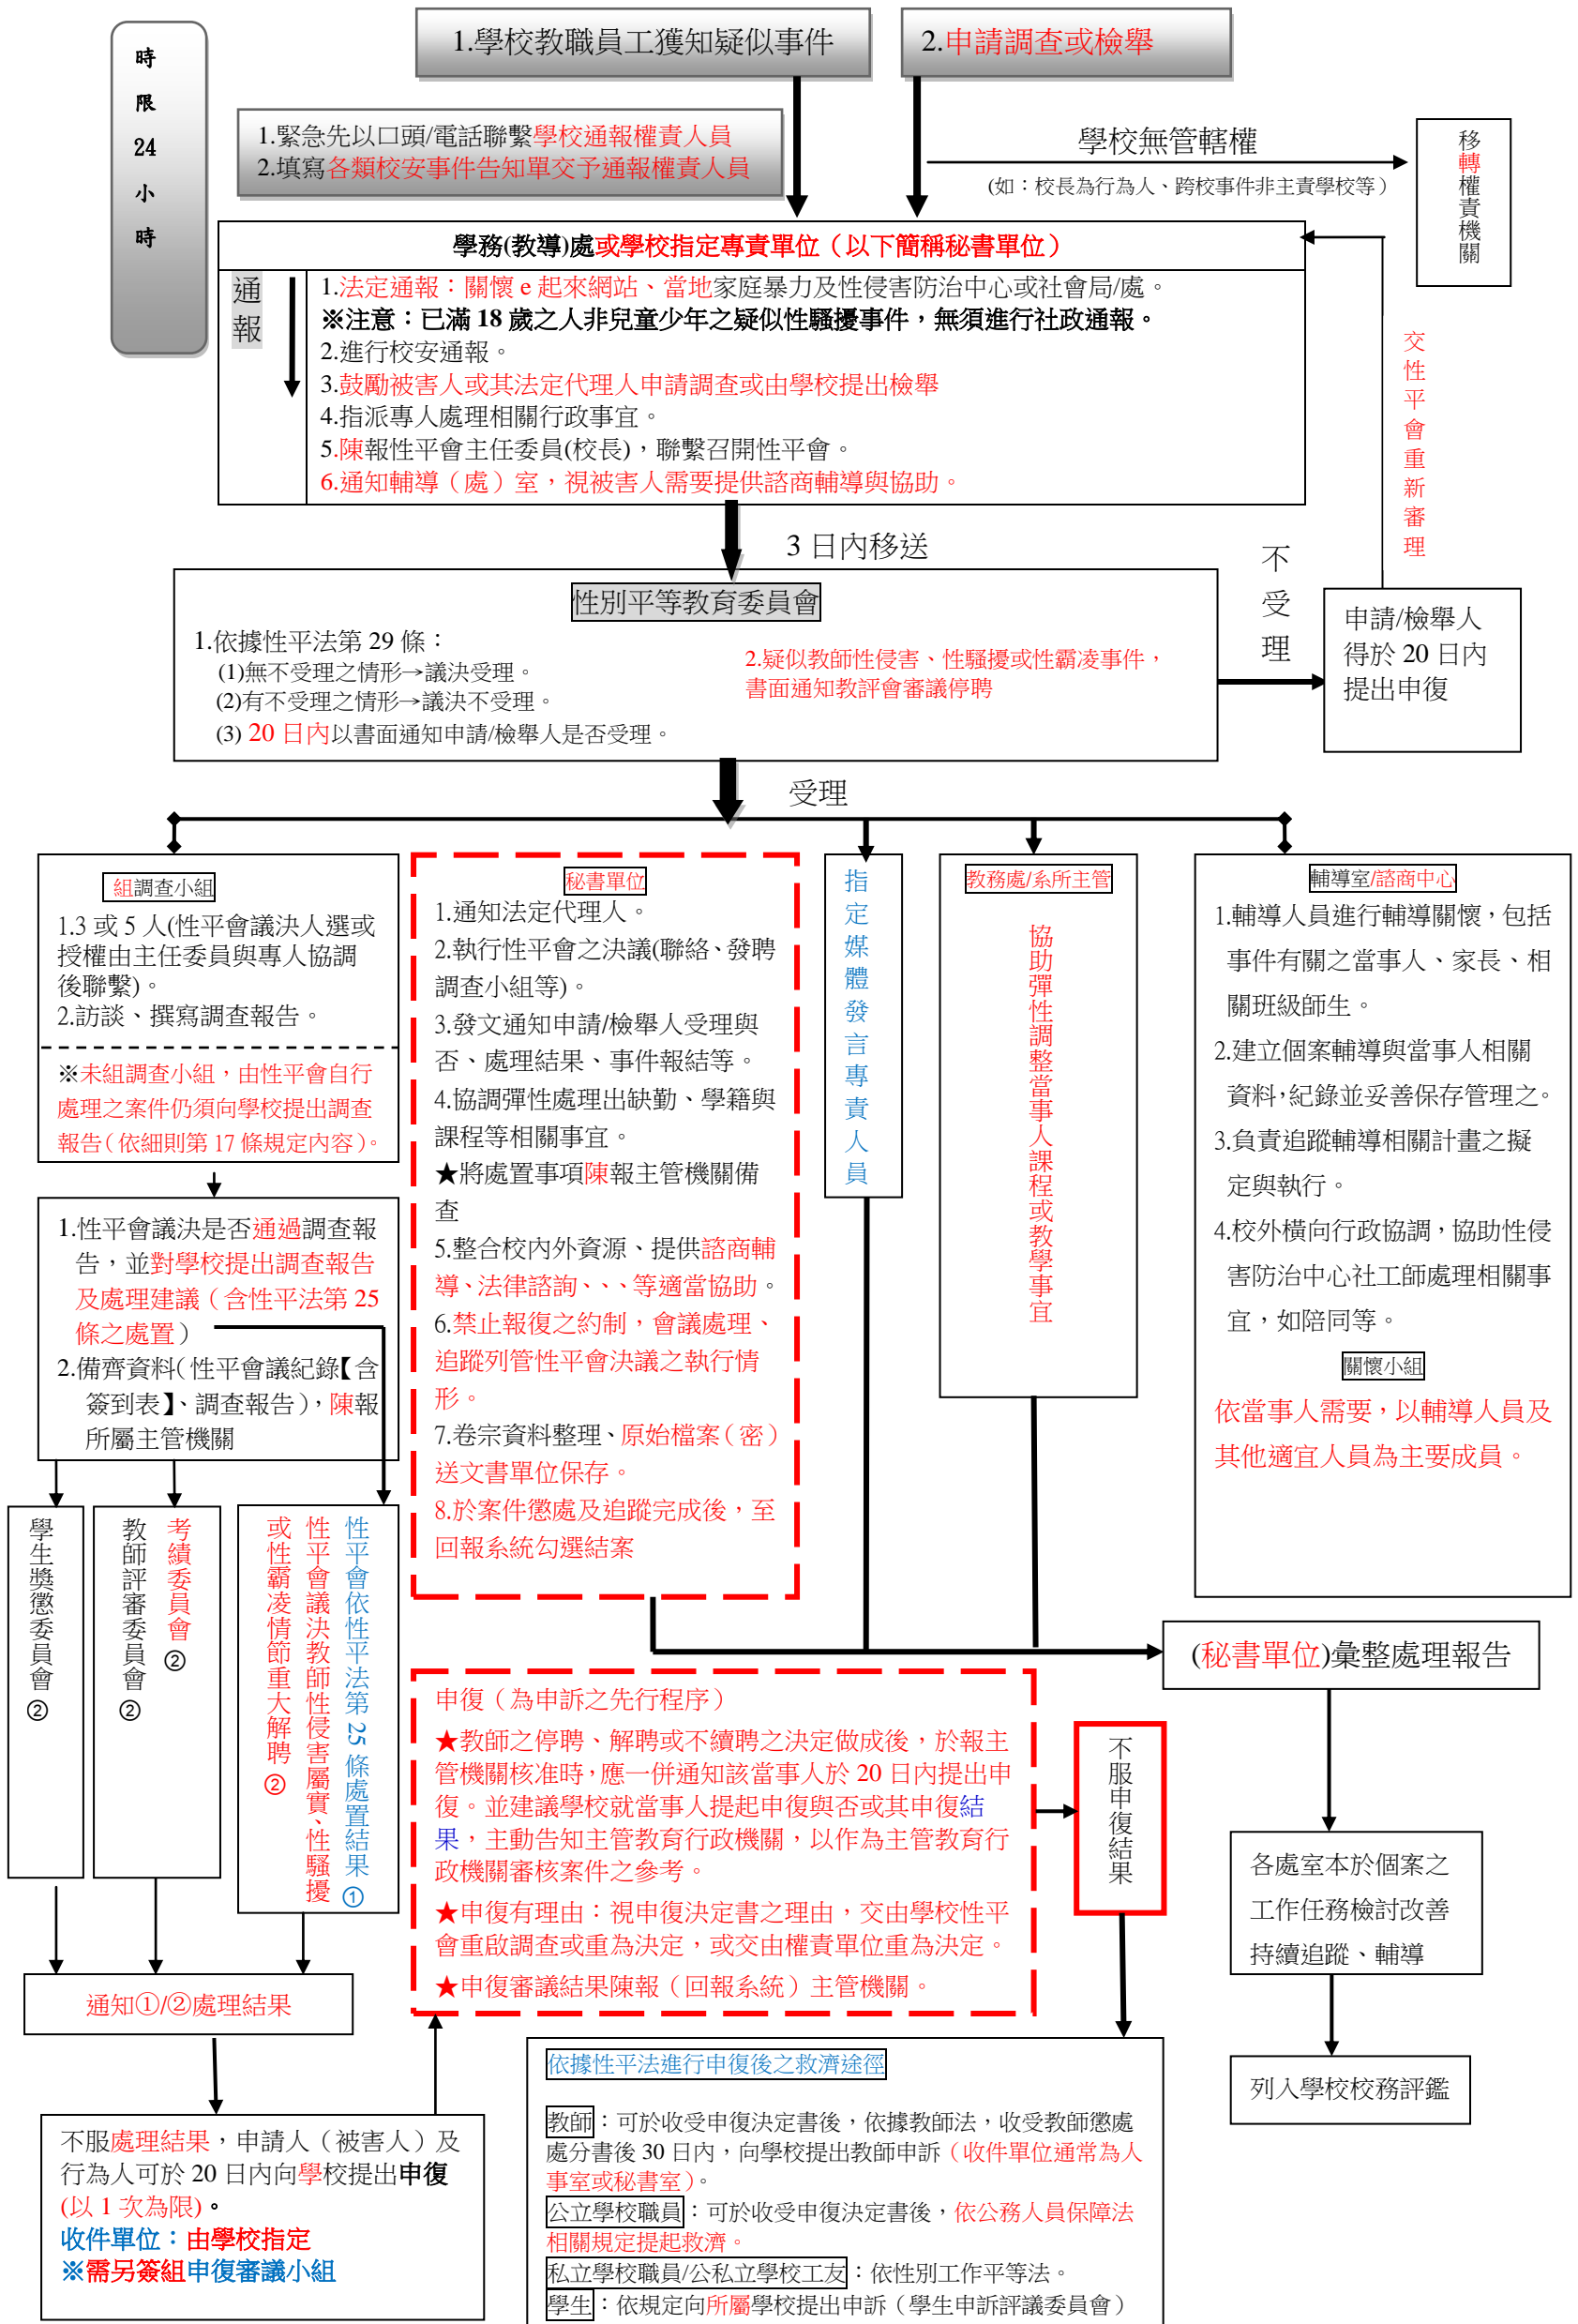 時
限
24
小
時
1.學校教職員工獲知疑似事件
2.申請調查或檢舉
1.緊急先以口頭/電話聯繫學校通報權責人員
2.填寫各類校安事件告知單交予通報權責人員
學校無管轄權
(如：校長為行為人、跨校事件非主責學校等）
移轉權責機關
學務(教導)處或學校指定專責單位（以下簡稱秘書單位）
通報
1.法定通報：關懷 e 起來網站、當地家庭暴力及性侵害防治中心或社會局/處。
※注意：已滿 18 歲之人非兒童少年之疑似性騷擾事件，無須進行社政通報。
2.進行校安通報。
3.鼓勵被害人或其法定代理人申請調查或由學校提出檢舉
4.指派專人處理相關行政事宜。
5.陳報性平會主任委員(校長)，聯繫召開性平會。
6.通知輔導（處）室，視被害人需要提供諮商輔導與協助。
交性平會重新審理
3 日內移送
性別平等教育委員會
1.依據性平法第 29 條：
(1)無不受理之情形→議決受理。
(2)有不受理之情形→議決不受理。
(3) 20 日內以書面通知申請/檢舉人是否受理。
2.疑似教師性侵害、性騷擾或性霸凌事件，
書面通知教評會審議停聘
不受理
申請/檢舉人
得於 20 日內
提出申復
受理
組調查小組
1.3 或 5 人(性平會議決人選或
授權由主任委員與專人協調
後聯繫)。
2.訪談、撰寫調查報告。
※未組調查小組，由性平會自行
處理之案件仍須向學校提出調查
報告（依細則第 17 條規定內容）。
1.性平會議決是否通過調查報
告，並對學校提出調查報告
及處理建議（含性平法第 25
條之處置）
2.備齊資料（性平會議紀錄【含
簽到表】、調查報告），陳報
所屬主管機關
學生獎懲委員會②
考績委員會②
教師評審委員會②
性平會依性平法第 25 條處置結果①
性平會議決教師性侵害屬實、性騷擾
或性霸凌情節重大解聘②
通知①/②處理結果
不服處理結果，申請人（被害人）及
行為人可於 20 日內向學校提出申復
(以 1 次為限)。
收件單位：由學校指定
※需另簽組申復審議小組
秘書單位
1.通知法定代理人。
2.執行性平會之決議(聯絡、發聘
調查小組等)。
3.發文通知申請/檢舉人受理與
否、處理結果、事件報結等。
4.協調彈性處理出缺勤、學籍與
課程等相關事宜。
★將處置事項陳報主管機關備
查
5.整合校內外資源、提供諮商輔
導、法律諮詢、、、等適當協助。
6.禁止報復之約制，會議處理、
追蹤列管性平會決議之執行情
形。
7.卷宗資料整理、原始檔案（密）
送文書單位保存。
8.於案件懲處及追蹤完成後，至
回報系統勾選結案
指定媒體發言專責人員
教務處/系所主管
協助彈性調整當事人課程或教學事宜
輔導室/諮商中心
1.輔導人員進行輔導關懷，包括
事件有關之當事人、家長、相
關班級師生。
2.建立個案輔導與當事人相關
資料，紀錄並妥善保存管理之。
3.負責追蹤輔導相關計畫之擬
定與執行。
4.校外橫向行政協調，協助性侵
害防治中心社工師處理相關事
宜，如陪同等。
關懷小組
依當事人需要，以輔導人員及
其他適宜人員為主要成員。
(秘書單位)彙整處理報告
各處室本於個案之
工作任務檢討改善
持續追蹤、輔導
列入學校校務評鑑
申復（為申訴之先行程序）
★教師之停聘、解聘或不續聘之決定做成後，於報主
管機關核准時，應一併通知該當事人於 20 日內提出申
復。並建議學校就當事人提起申復與否或其申復結
果，主動告知主管教育行政機關，以作為主管教育行
政機關審核案件之參考。
★申復有理由：視申復決定書之理由，交由學校性平
會重啟調查或重為決定，或交由權責單位重為決定。
★申復審議結果陳報（回報系統）主管機關。
不服申復結果
依據性平法進行申復後之救濟途徑
教師：可於收受申復決定書後，依據教師法，收受教師懲處
處分書後 30 日內，向學校提出教師申訴（收件單位通常為人
事室或秘書室）。
公立學校職員：可於收受申復決定書後，依公務人員保障法
相關規定提起救濟。
私立學校職員/公私立學校工友：依性別工作平等法。
學生：依規定向所屬學校提出申訴（學生申訴評議委員會）